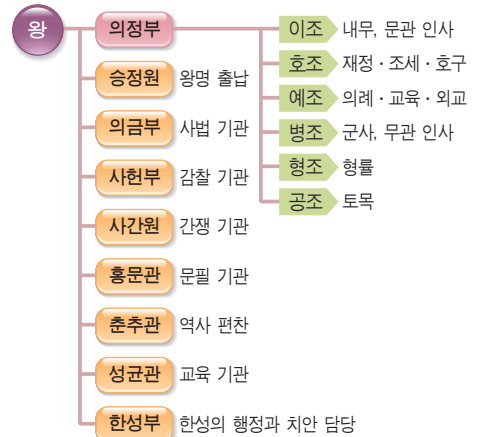 왕
의정부
이조 내무, 문관 인사
호조 재정·조세·호구
예조 의례·교육·외교
병조 군사, 무관 인사
형조 형률
공조 토목
승정원 왕명 출납
의금부 사법 기관
사헌부 감찰 기관
사간원 간쟁 기관
홍문관 문필 기관
춘추관 역사 편찬
성균관 교육 기관
한성부 한성의 행정과 치안 담당